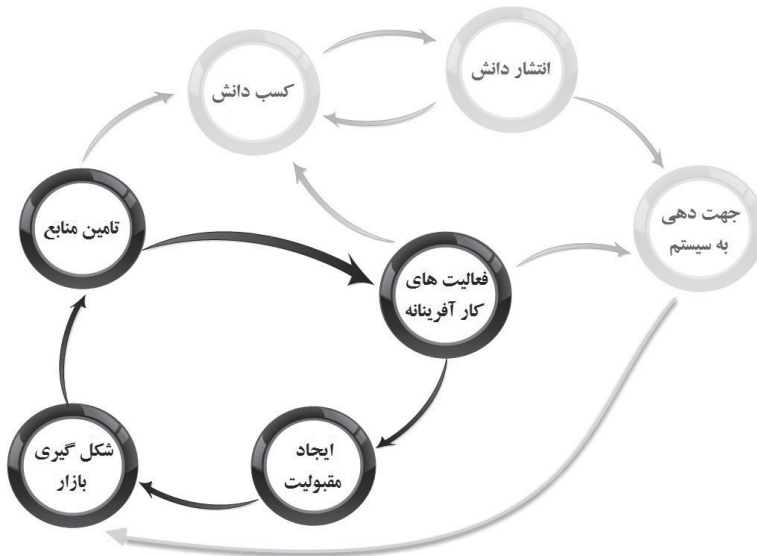 انتشار دانش
کسب دانش
جهت دهی
به سیستم
تامین منابع
فعالیت های
کار آفرینانه
ایجاد
مقبولیت
شکل گیری
بازار